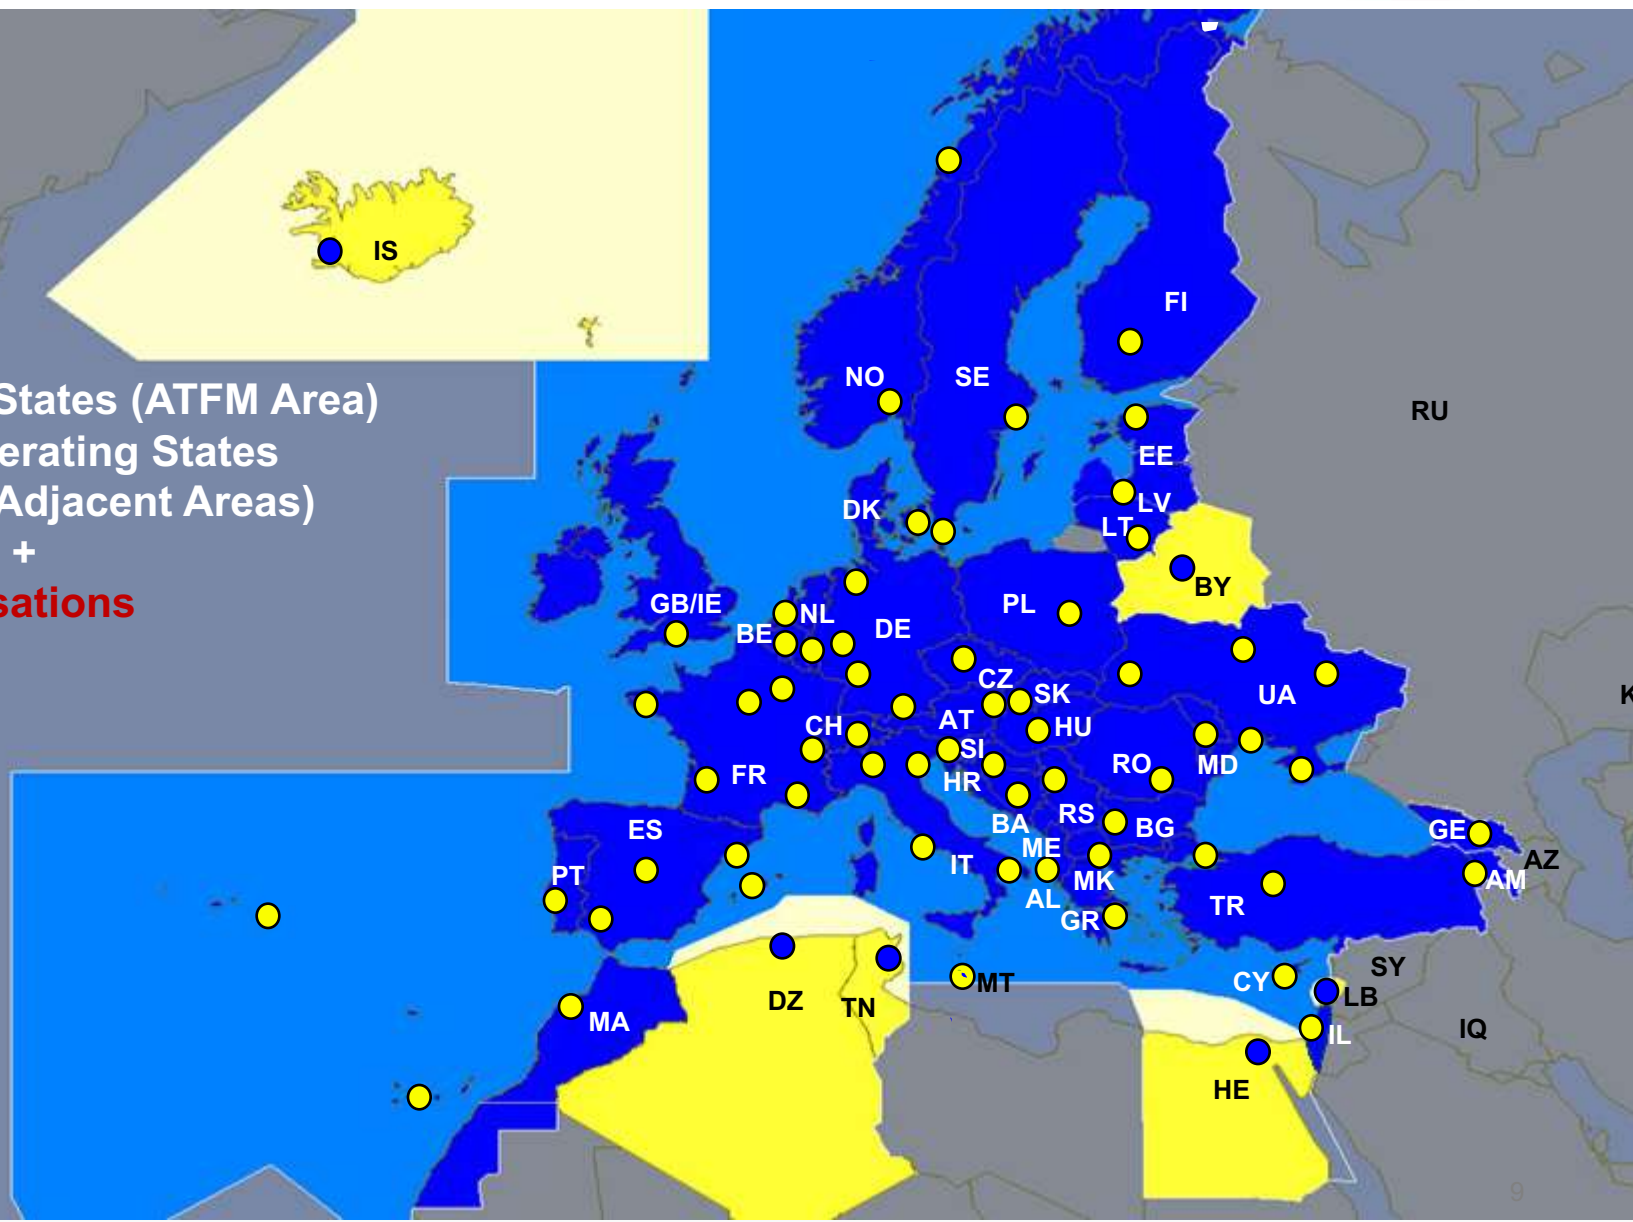 IS
FI
NO
SE
States (ATFM Area)
RU
erating States
EE
Adjacent Areas)
LV
DK
LT
+
BY
sations
GB/IE
NL
PL
BE
DE
CZ
SK
UA
K
AT
CH
HU
SI
RO
MD
FR
HR
RS
BA
BG
ES
GE
ME
AZ
IT
PT
MK
AM
AL
TR
GR
SY
CY
MT
LB
DZ
TN
MA
IQ
IL
HE
9